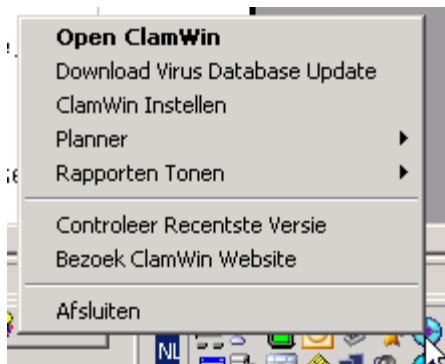 Open ClamWin
Download Virus Database Update
ClamWin Instellen
Planner
Rapporten Tonen
Controleer Recentste Versie
Bezoek ClamWin Website
Afsluiten
NL